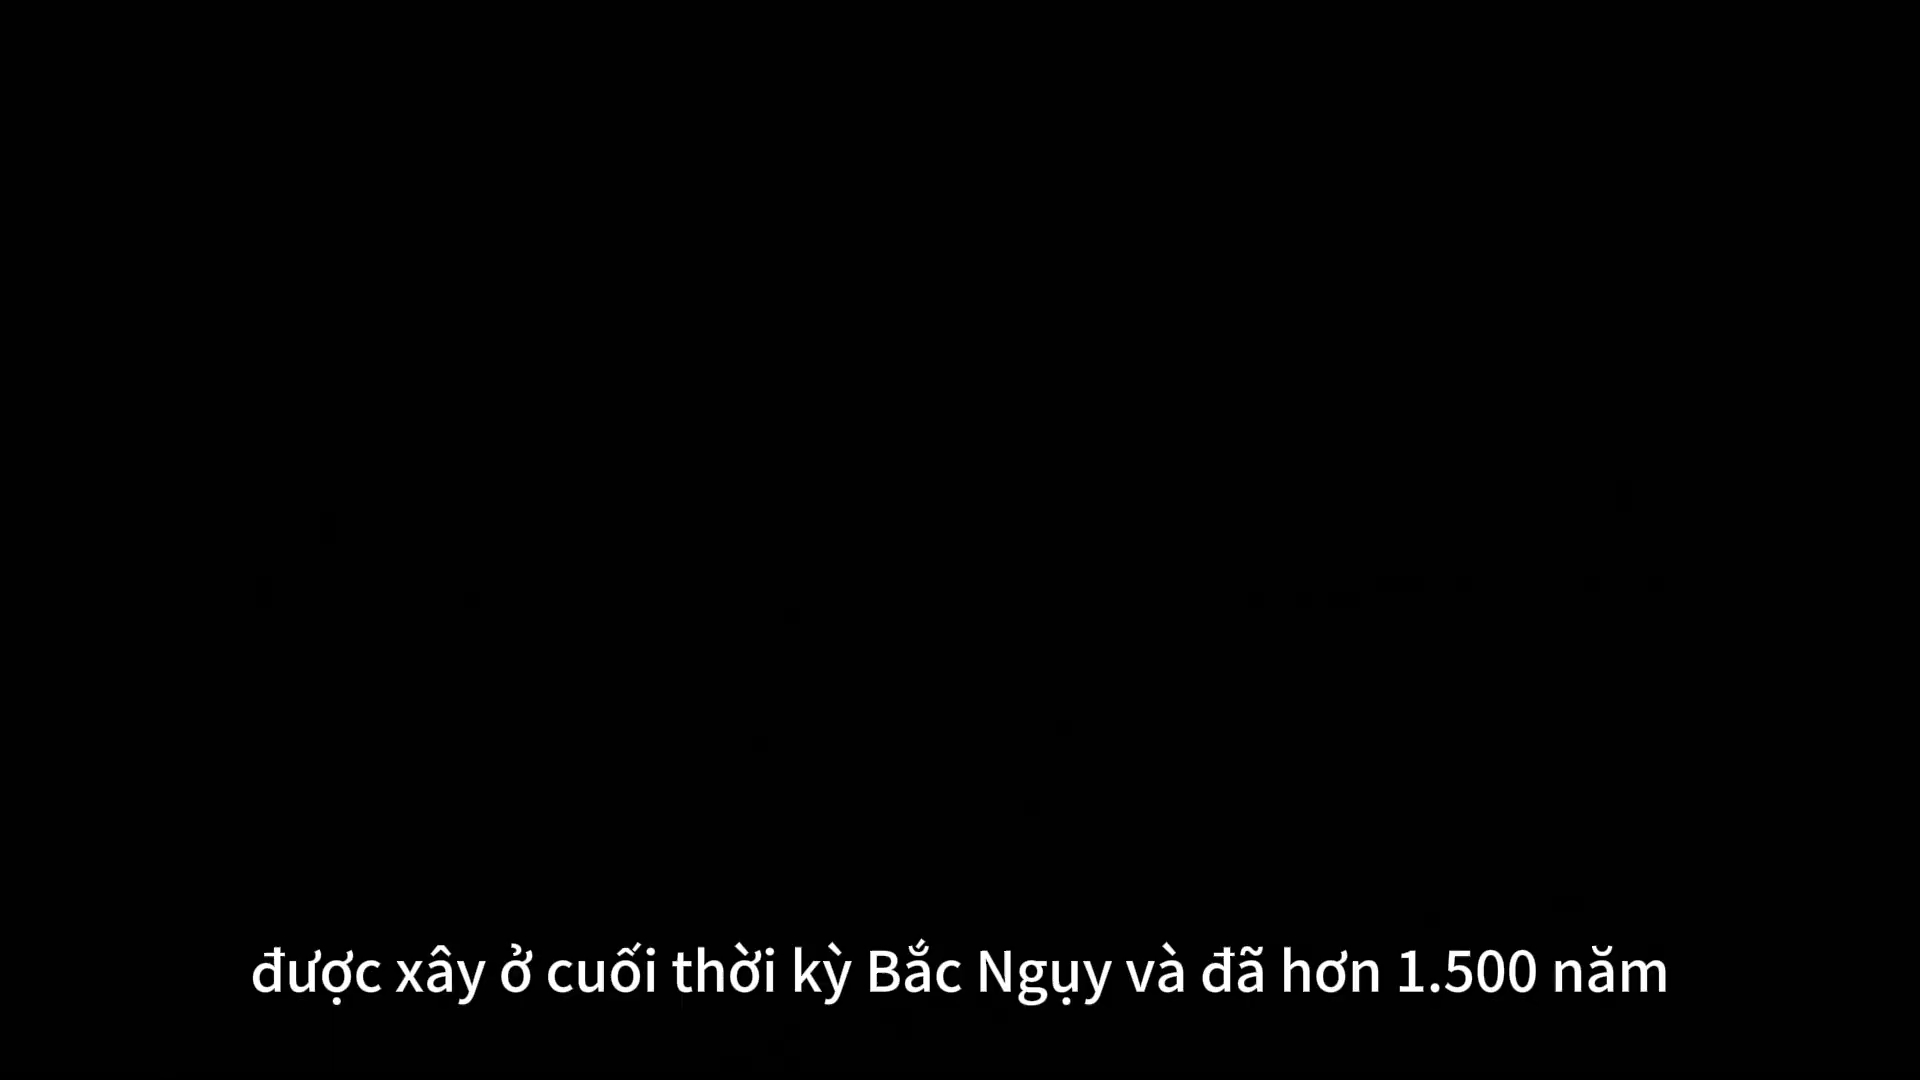 được xây ở cuối thời kỳ Bắc Ngụy và đã hơn 1.500 năm